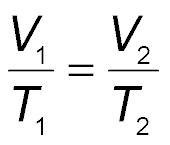 V₁/T₁ = V₂/T₂